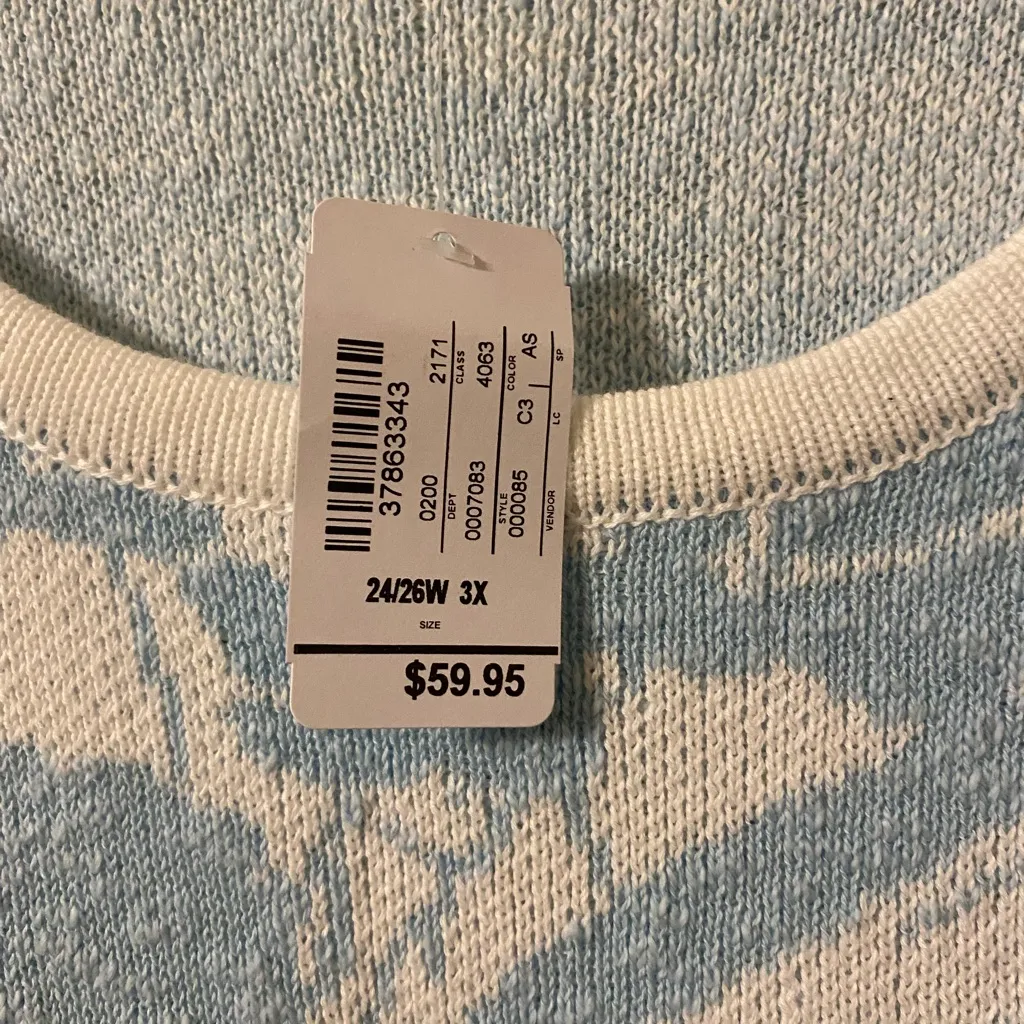 37863343
0200 2171
DEPT CLASS
0007083 4063
STYLE COLOR
000085 C3 AS
VENDOR LC SP
24/26W 3X
SIZE
$59.95